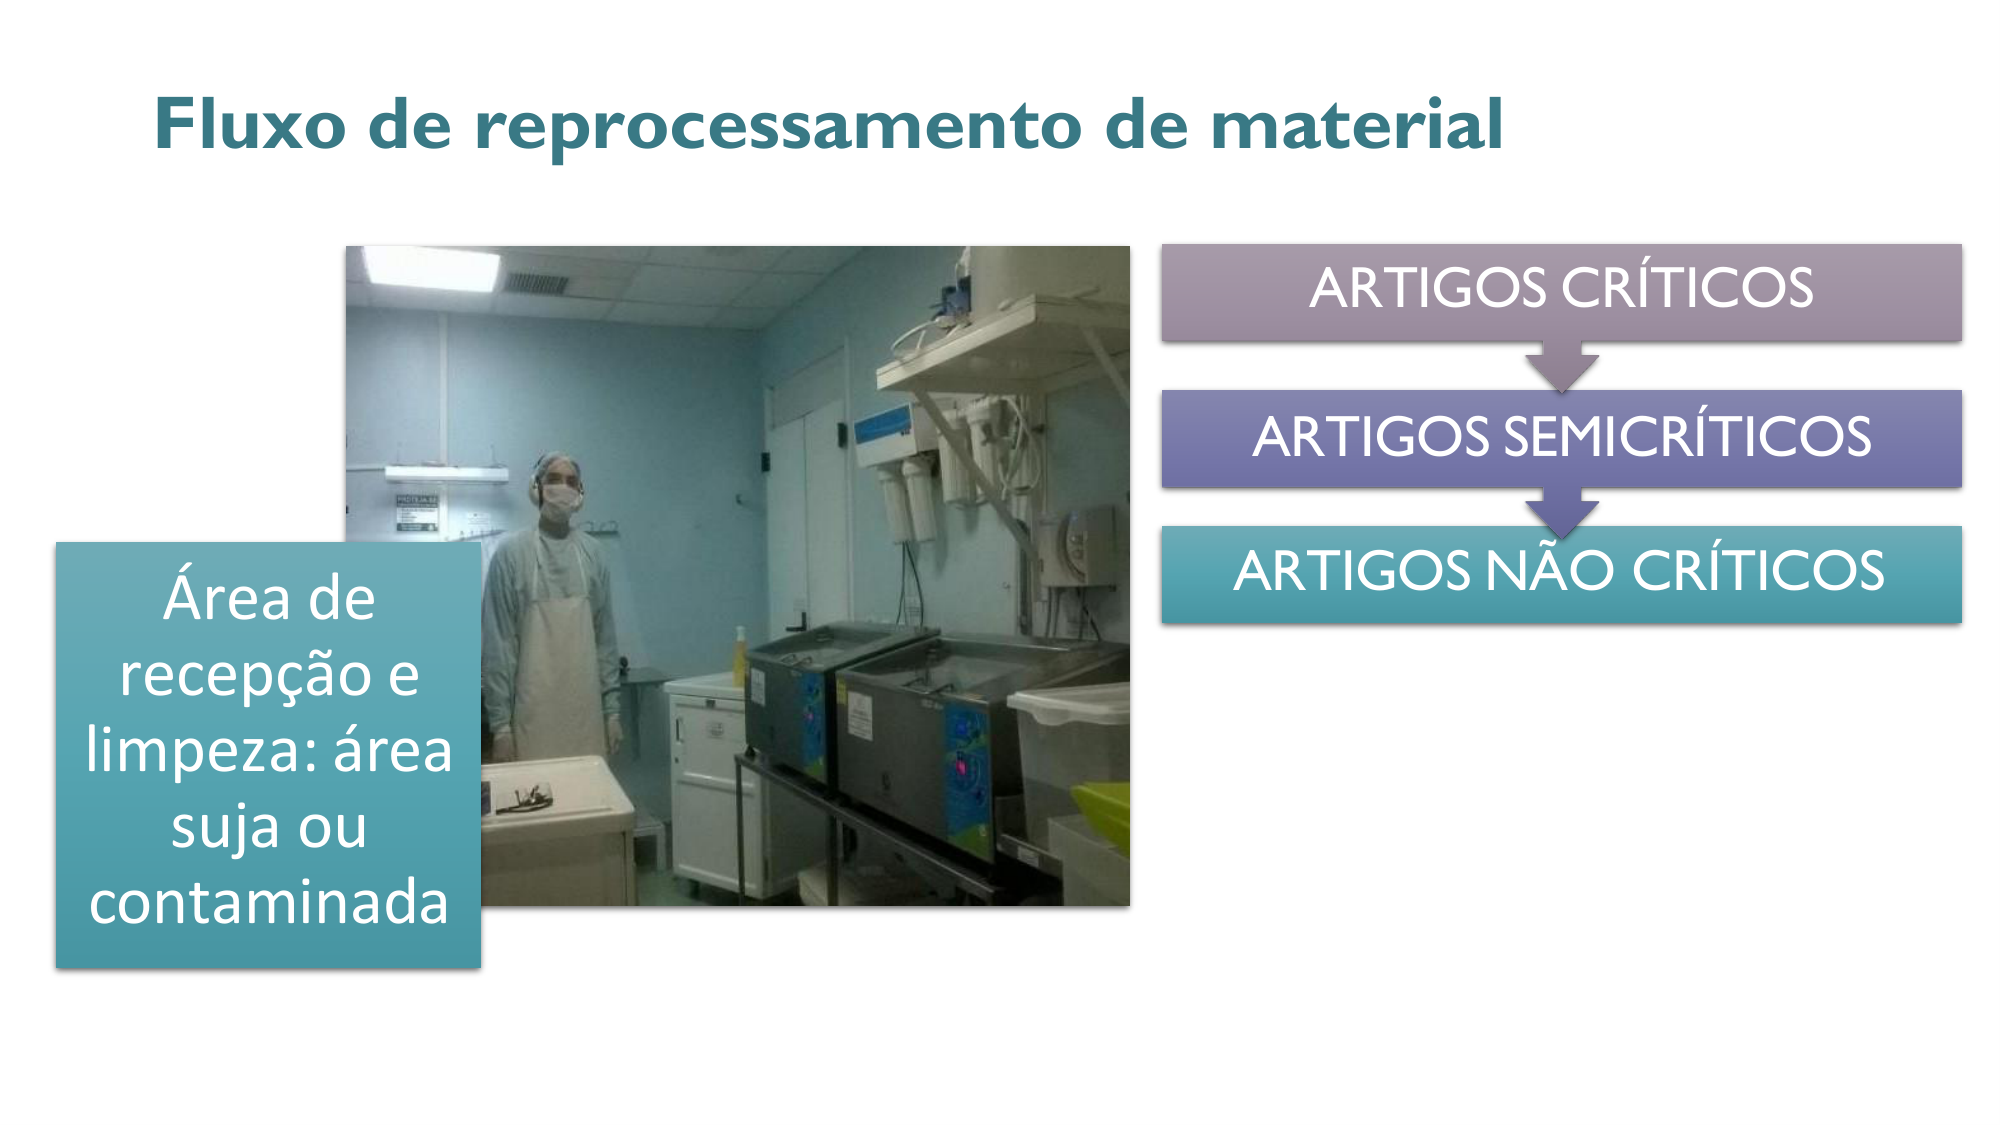 Fluxo de reprocessamento de material
ARTIGOS CRÍTICOS
ARTIGOS SEMICRÍTICOS
ARTIGOS NÃO CRÍTICOS
Área de
recepção e
limpeza: área
suja ou
contaminada